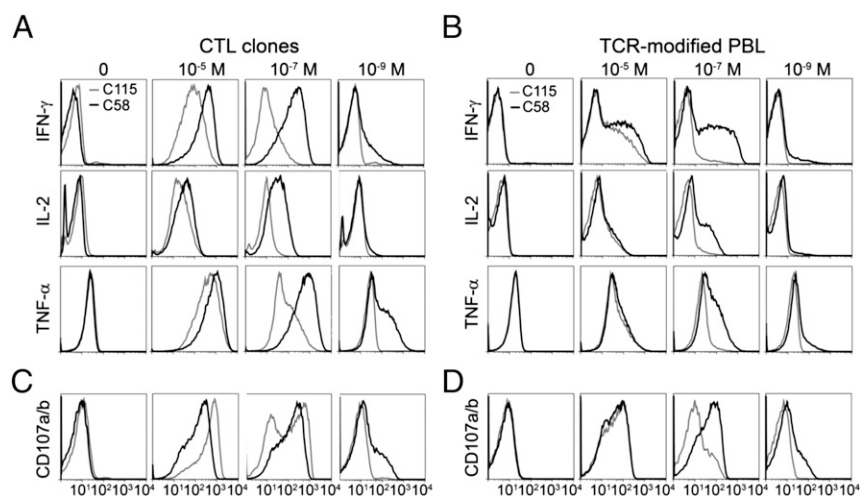 A
CTL clones
0 10⁻⁵ M 10⁻⁷ M 10⁻⁹ M
C115
C58
IFN-γ
IL-2
TNF-α
B
TCR-modified PBL
0 10⁻⁵ M 10⁻⁷ M 10⁻⁹ M
C115
C58
IFN-γ
IL-2
TNF-α
C
CD107a/b
10¹10²10³10⁴ 10¹10²10³10⁴ 10¹10²10³10⁴ 10¹10²10³10⁴
D
CD107a/b
10¹10²10³10⁴ 10¹10²10³10⁴ 10¹10²10³10⁴ 10¹10²10³10⁴